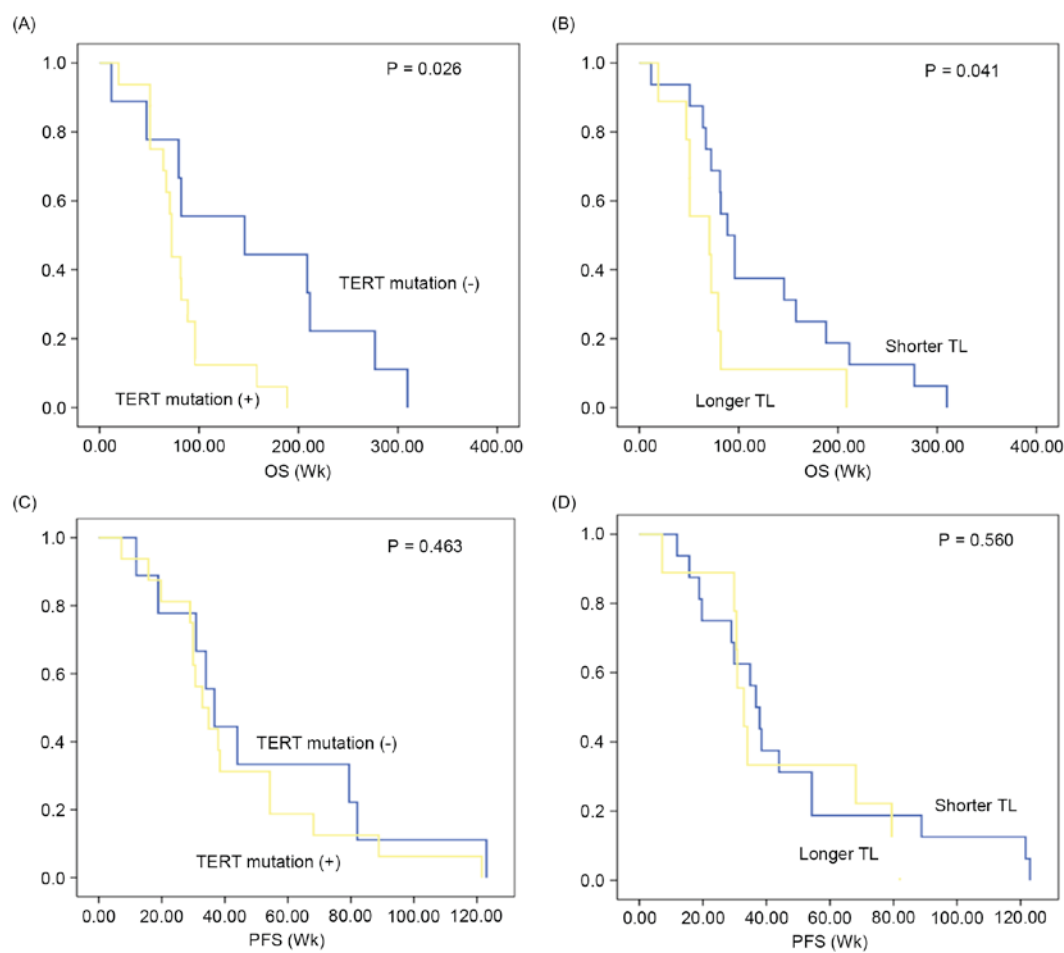 (A)
P = 0.026
1.0
0.8
0.6
0.4
0.2
0.0
TERT mutation (-)
TERT mutation (+)
0.00 100.00 200.00 300.00 400.00
OS (Wk)
(B)
P = 0.041
1.0
0.8
0.6
0.4
0.2
0.0
Shorter TL
Longer TL
0.00 100.00 200.00 300.00 400.00
OS (Wk)
(C)
P = 0.463
1.0
0.8
0.6
0.4
0.2
0.0
TERT mutation (-)
TERT mutation (+)
0.00 20.00 40.00 60.00 80.00 100.00 120.00
PFS (Wk)
(D)
P = 0.560
1.0
0.8
0.6
0.4
0.2
0.0
Shorter TL
Longer TL
0.00 20.00 40.00 60.00 80.00 100.00 120.00
PFS (Wk)